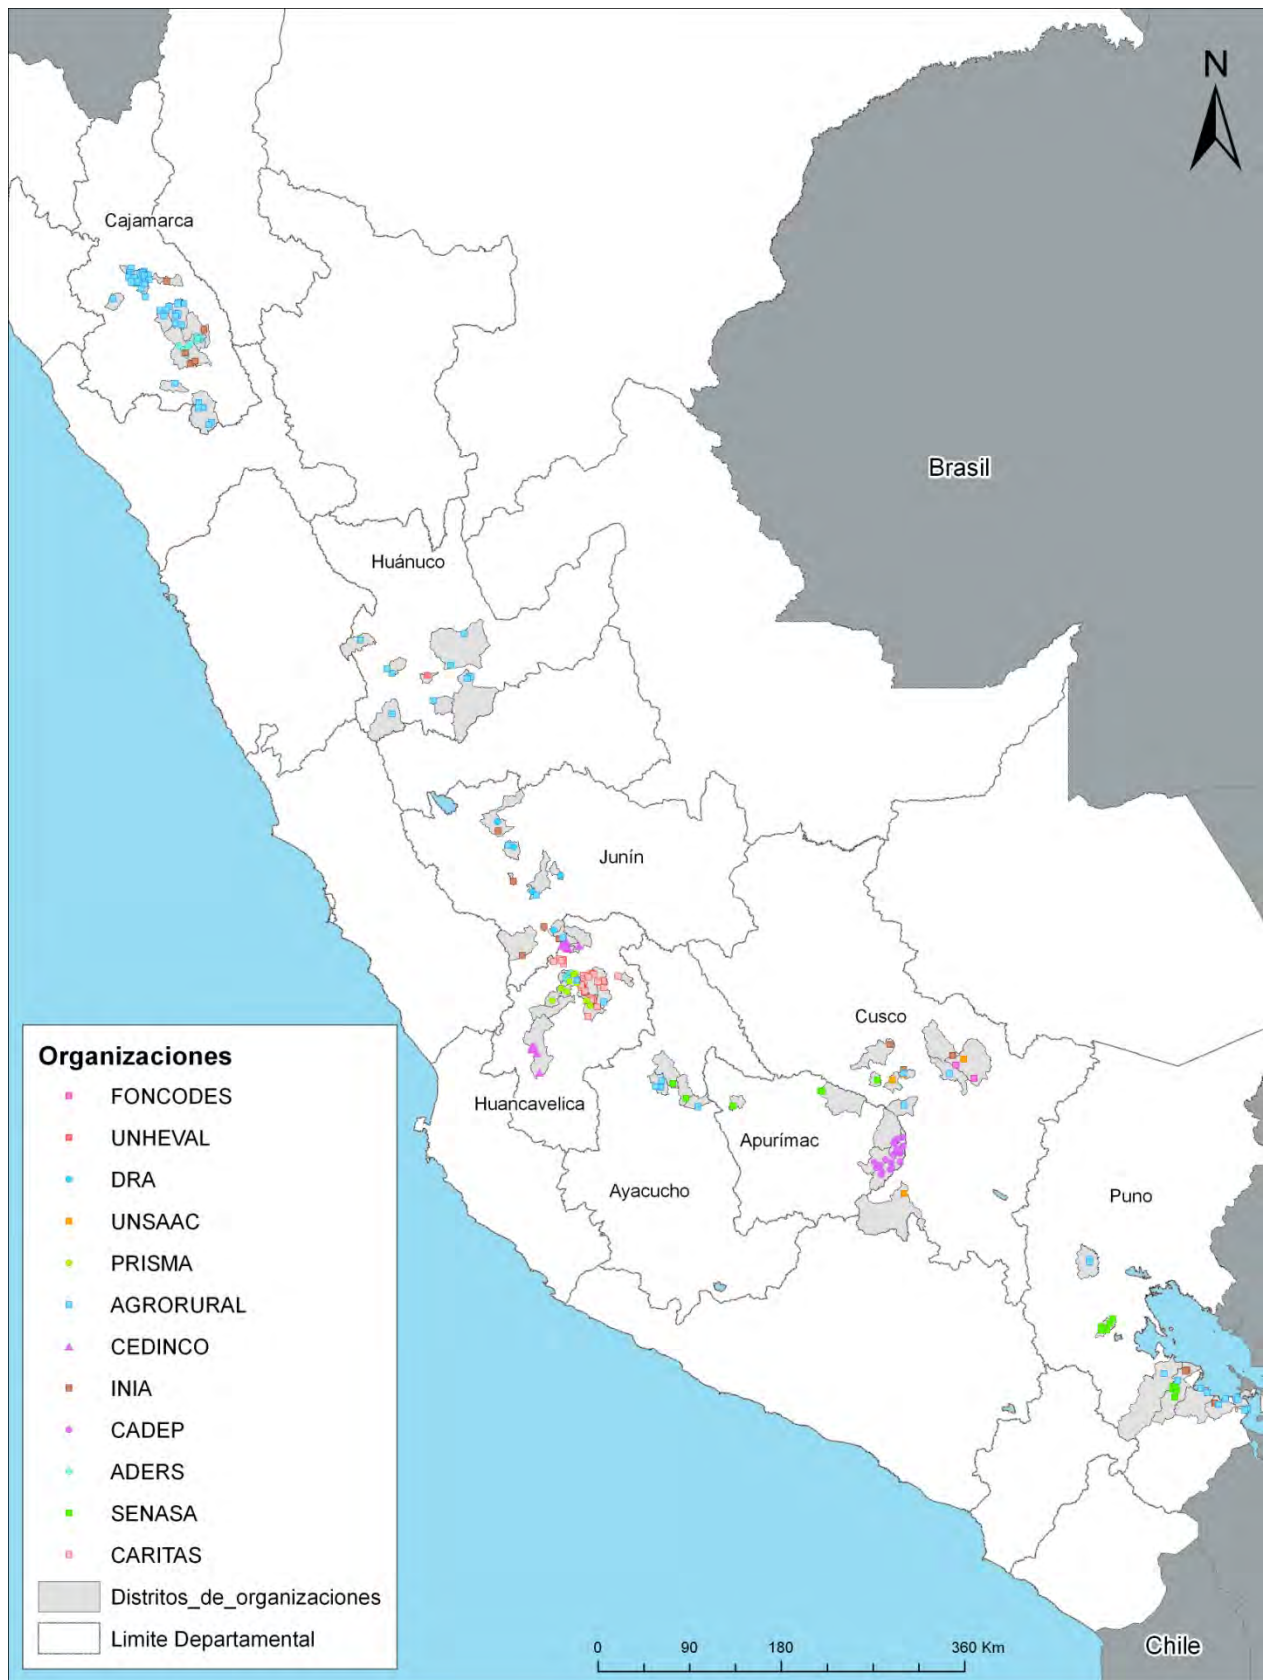 N
Cajamarca
Brasil
Huánuco
Junín
Cusco
Huancavelica
Apurímac
Ayacucho
Puno
Organizaciones
FONCODES
UNHEVAL
DRA
UNSAAC
PRISMA
AGRORURAL
CEDINCO
INIA
CADEP
ADERS
SENASA
CARITAS
Distritos_de_organizaciones
Limite Departamental
0 90 180 360 Km
Chile